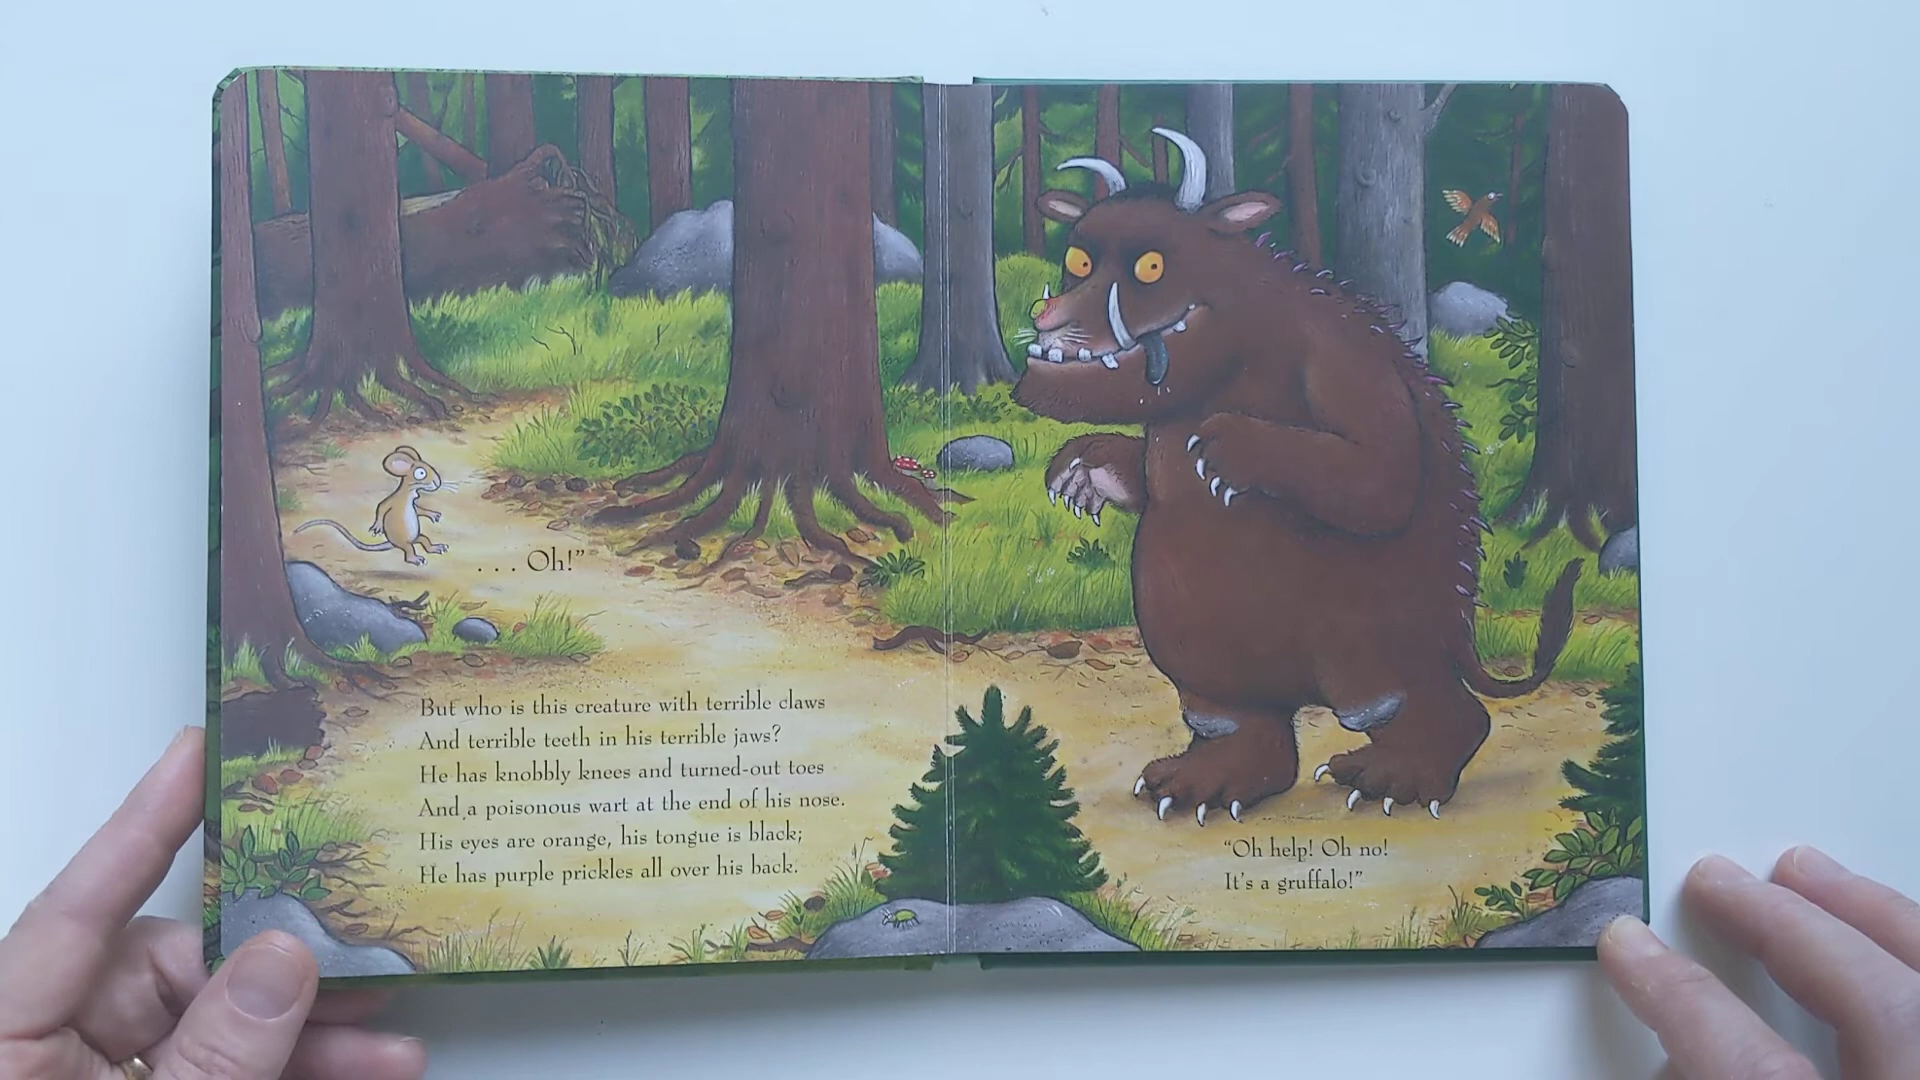 . . . Oh!”
But who is this creature with terrible claws
And terrible teeth in his terrible jaws?
He has knobbly knees and turned-out toes
And a poisonous wart at the end of his nose.
His eyes are orange, his tongue is black;
He has purple prickles all over his back.
“Oh help! Oh no!
It’s a gruffalo!”